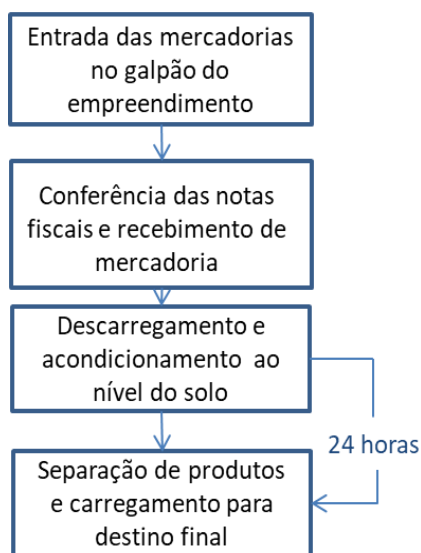 Entrada das mercadorias
no galpão do
empreendimento
Conferência das notas
fiscais e recebimento de
mercadoria
Descarregamento e
acondicionamento ao
nível do solo
24 horas
Separação de produtos
e carregamento para
destino final